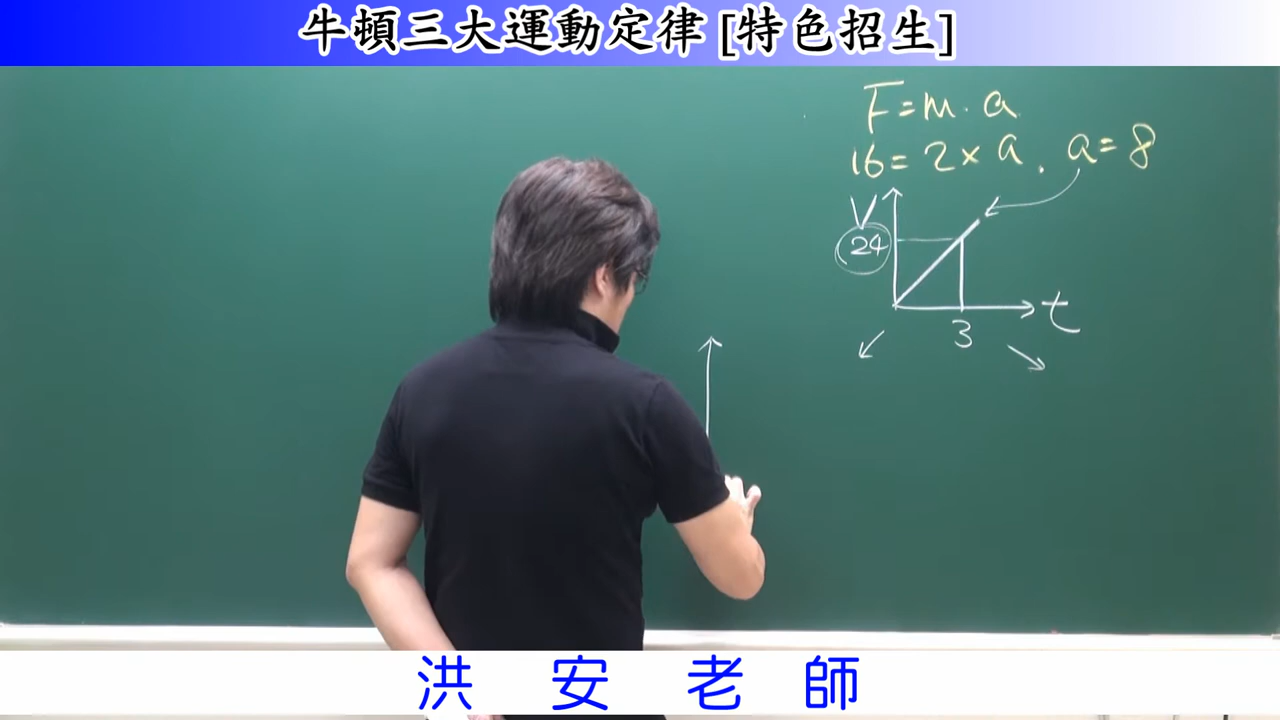 牛頓三大運動定律 [特色招生]
F=m·a
16=2×a. a=8
V
24
t
3
洪安老師